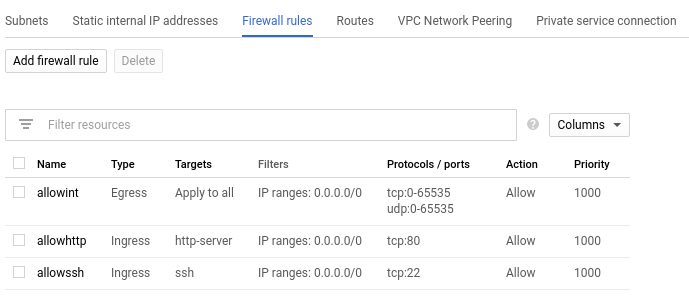 Subnets Static internal IP addresses Firewall rules Routes VPC Network Peering Private service connection
Add firewall rule Delete
Filter resources ? Columns
Name Type Targets Filters Protocols / ports Action Priority
allowint Egress Apply to all IP ranges: 0.0.0.0/0 tcp:0-65535 Allow 1000
udp:0-65535
allowhttp Ingress http-server IP ranges: 0.0.0.0/0 tcp:80 Allow 1000
allowssh Ingress ssh IP ranges: 0.0.0.0/0 tcp:22 Allow 1000